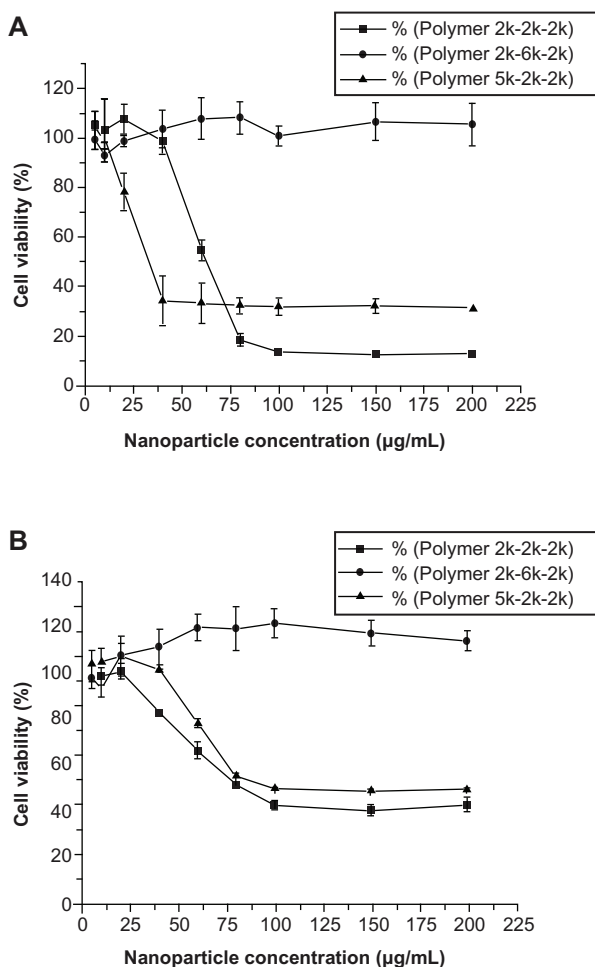 A
% (Polymer 2k-2k-2k)
% (Polymer 2k-6k-2k)
% (Polymer 5k-2k-2k)
120
100
80
60
40
20
0
Cell viability (%)
0 25 50 75 100 125 150 175 200 225
Nanoparticle concentration (µg/mL)
B
% (Polymer 2k-2k-2k)
% (Polymer 2k-6k-2k)
% (Polymer 5k-2k-2k)
140
120
100
80
60
40
20
0
Cell viability (%)
0 25 50 75 100 125 150 175 200 225
Nanoparticle concentration (µg/mL)